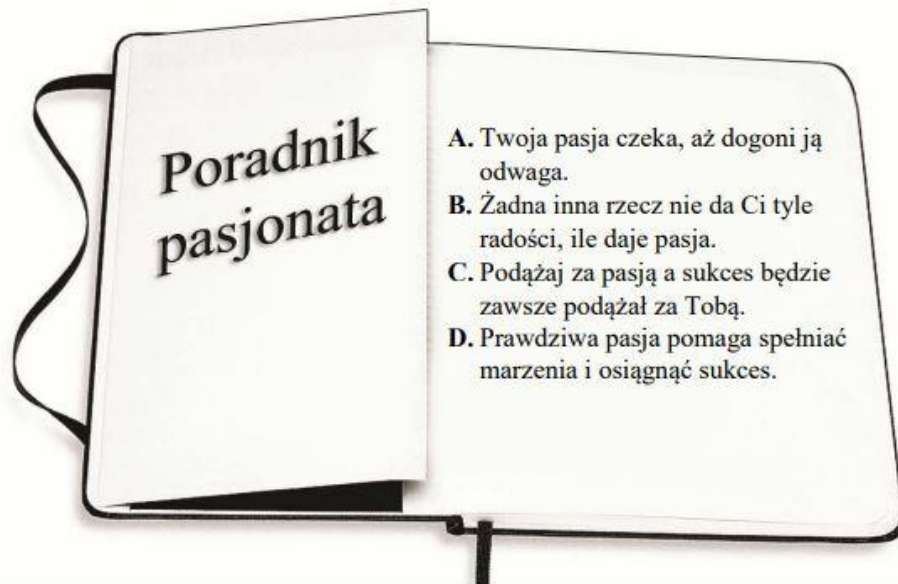 Poradnik
pasjonata
A. Twoja pasja czeka, aż dogoni ją
odwaga.
B. Żadna inna rzecz nie da Ci tyle
radości, ile daje pasja.
C. Podążaj za pasją a sukces będzie
zawsze podążał za Tobą.
D. Prawdziwa pasja pomaga spełniać
marzenia i osiągnąć sukces.